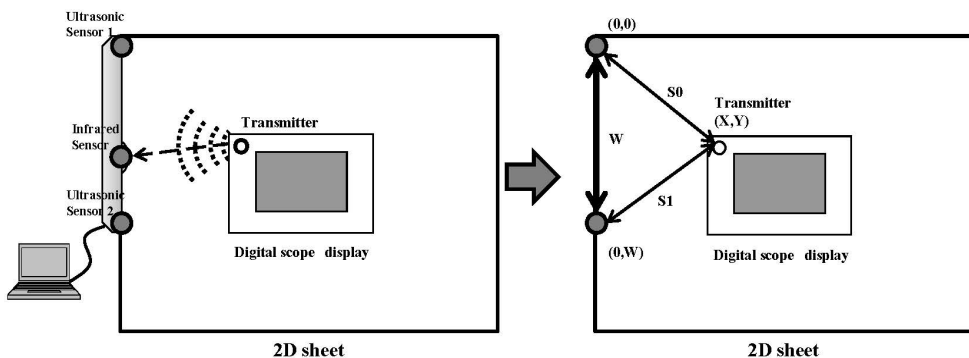 Ultrasonic
Sensor 1
Infrared
Sensor
Ultrasonic
Sensor 2
Transmitter
Digital scope display
2D sheet
(0,0)
S0
Transmitter
(X,Y)
W
S1
(0,W)
Digital scope display
2D sheet